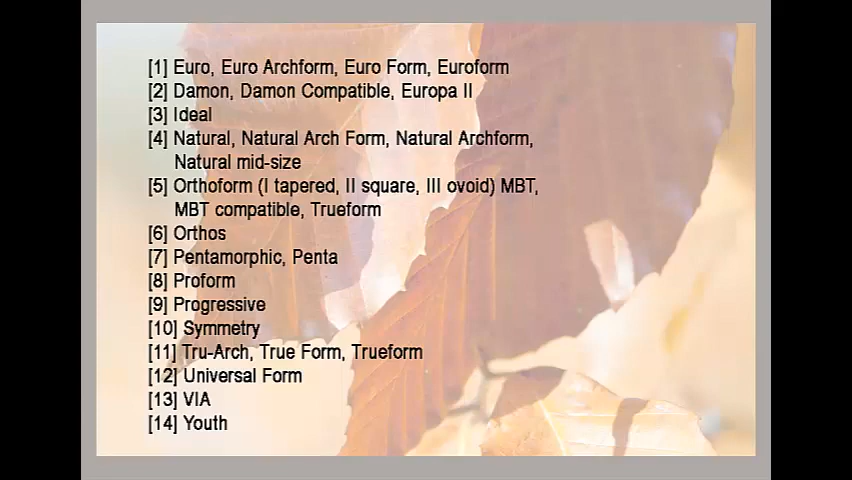 [1] Euro, Euro Archform, Euro Form, Euroform
[2] Damon, Damon Compatible, Europa II
[3] Ideal
[4] Natural, Natural Arch Form, Natural Archform,
Natural mid-size
[5] Orthoform (I tapered, II square, III ovoid) MBT,
MBT compatible, Trueform
[6] Orthos
[7] Pentamorphic, Penta
[8] Proform
[9] Progressive
[10] Symmetry
[11] Tru-Arch, True Form, Trueform
[12] Universal Form
[13] VIA
[14] Youth